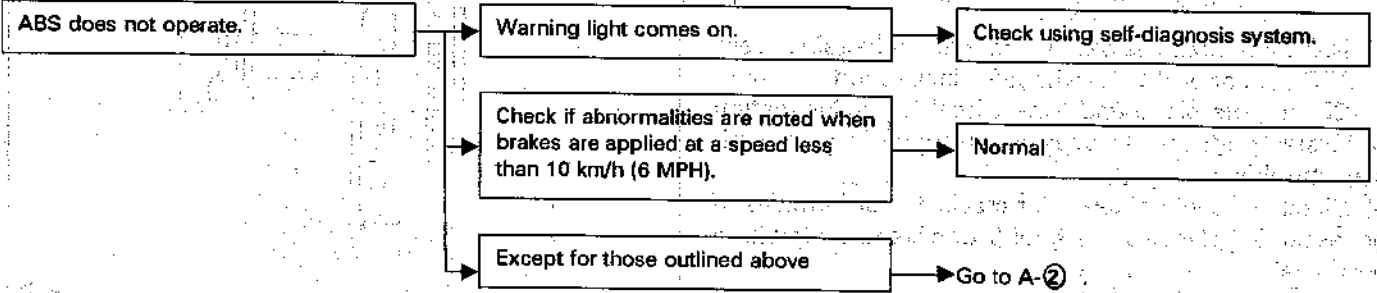 ABS does not operate.
Warning light comes on.
Check using self-diagnosis system.
Check if abnormalities are noted when
brakes are applied at a speed less
than 10 km/h (6 MPH).
Normal
Except for those outlined above
Go to A-②